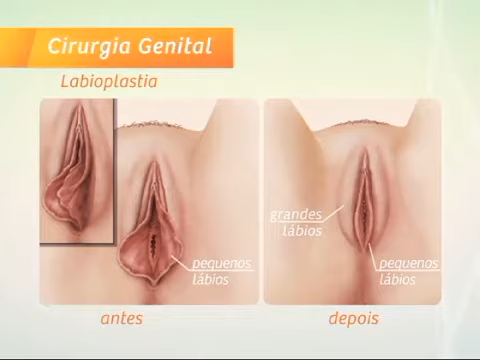 Cirurgia Genital
Labioplastia
grandes
lábios
pequenos
lábios
pequenos
lábios
antes
depois